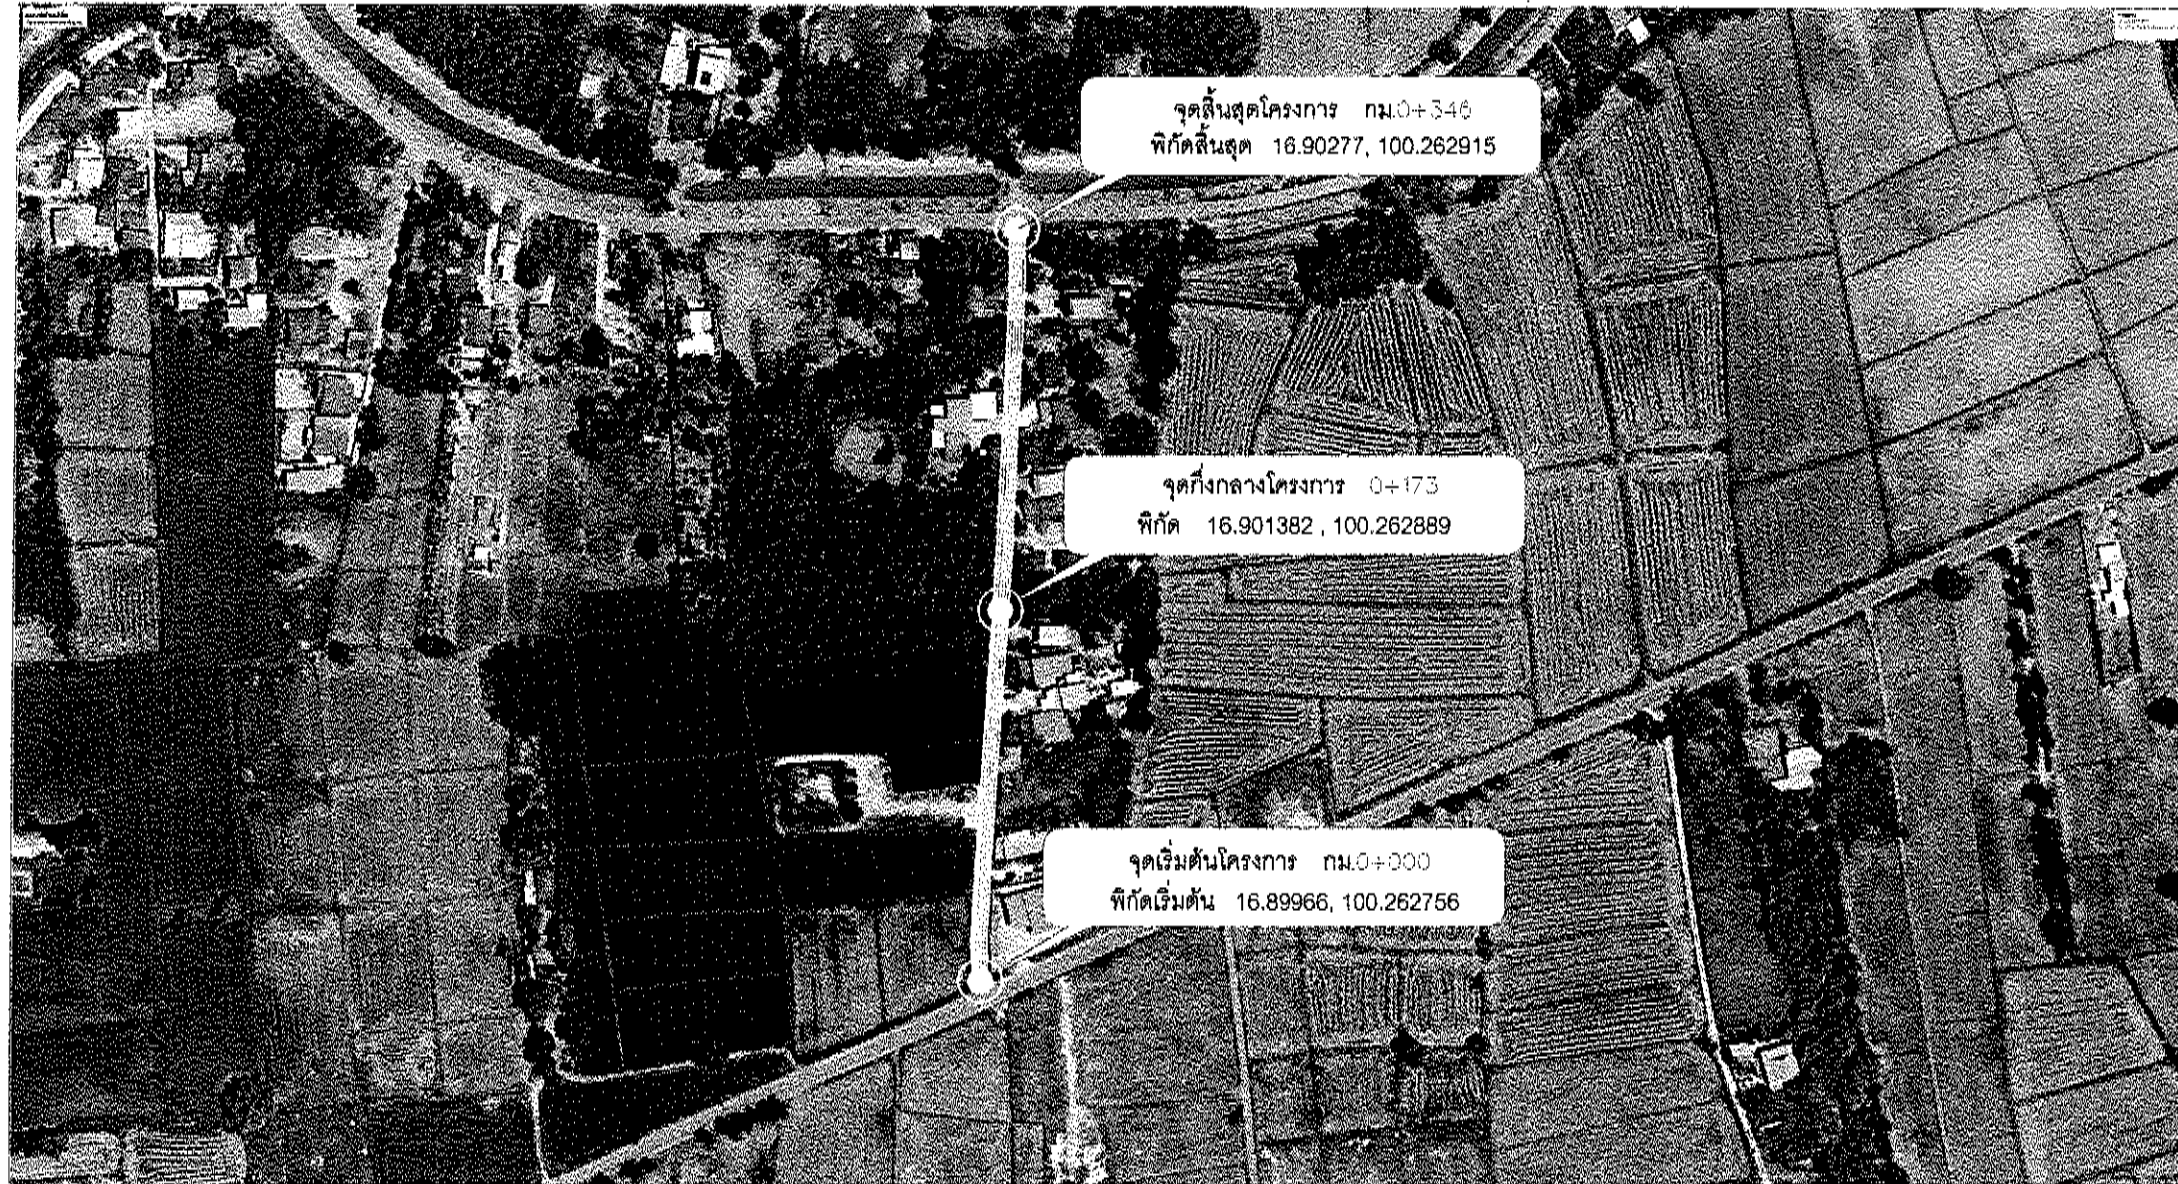 จุดสิ้นสุดโครงการ กม.0+346
พิกัดสิ้นสุด 16.90277, 100.262915
จุดกึ่งกลางโครงการ 0+173
พิกัด 16.901382 , 100.262889
จุดเริ่มต้นโครงการ กม.0+000
พิกัดเริ่มต้น 16.89966, 100.262756